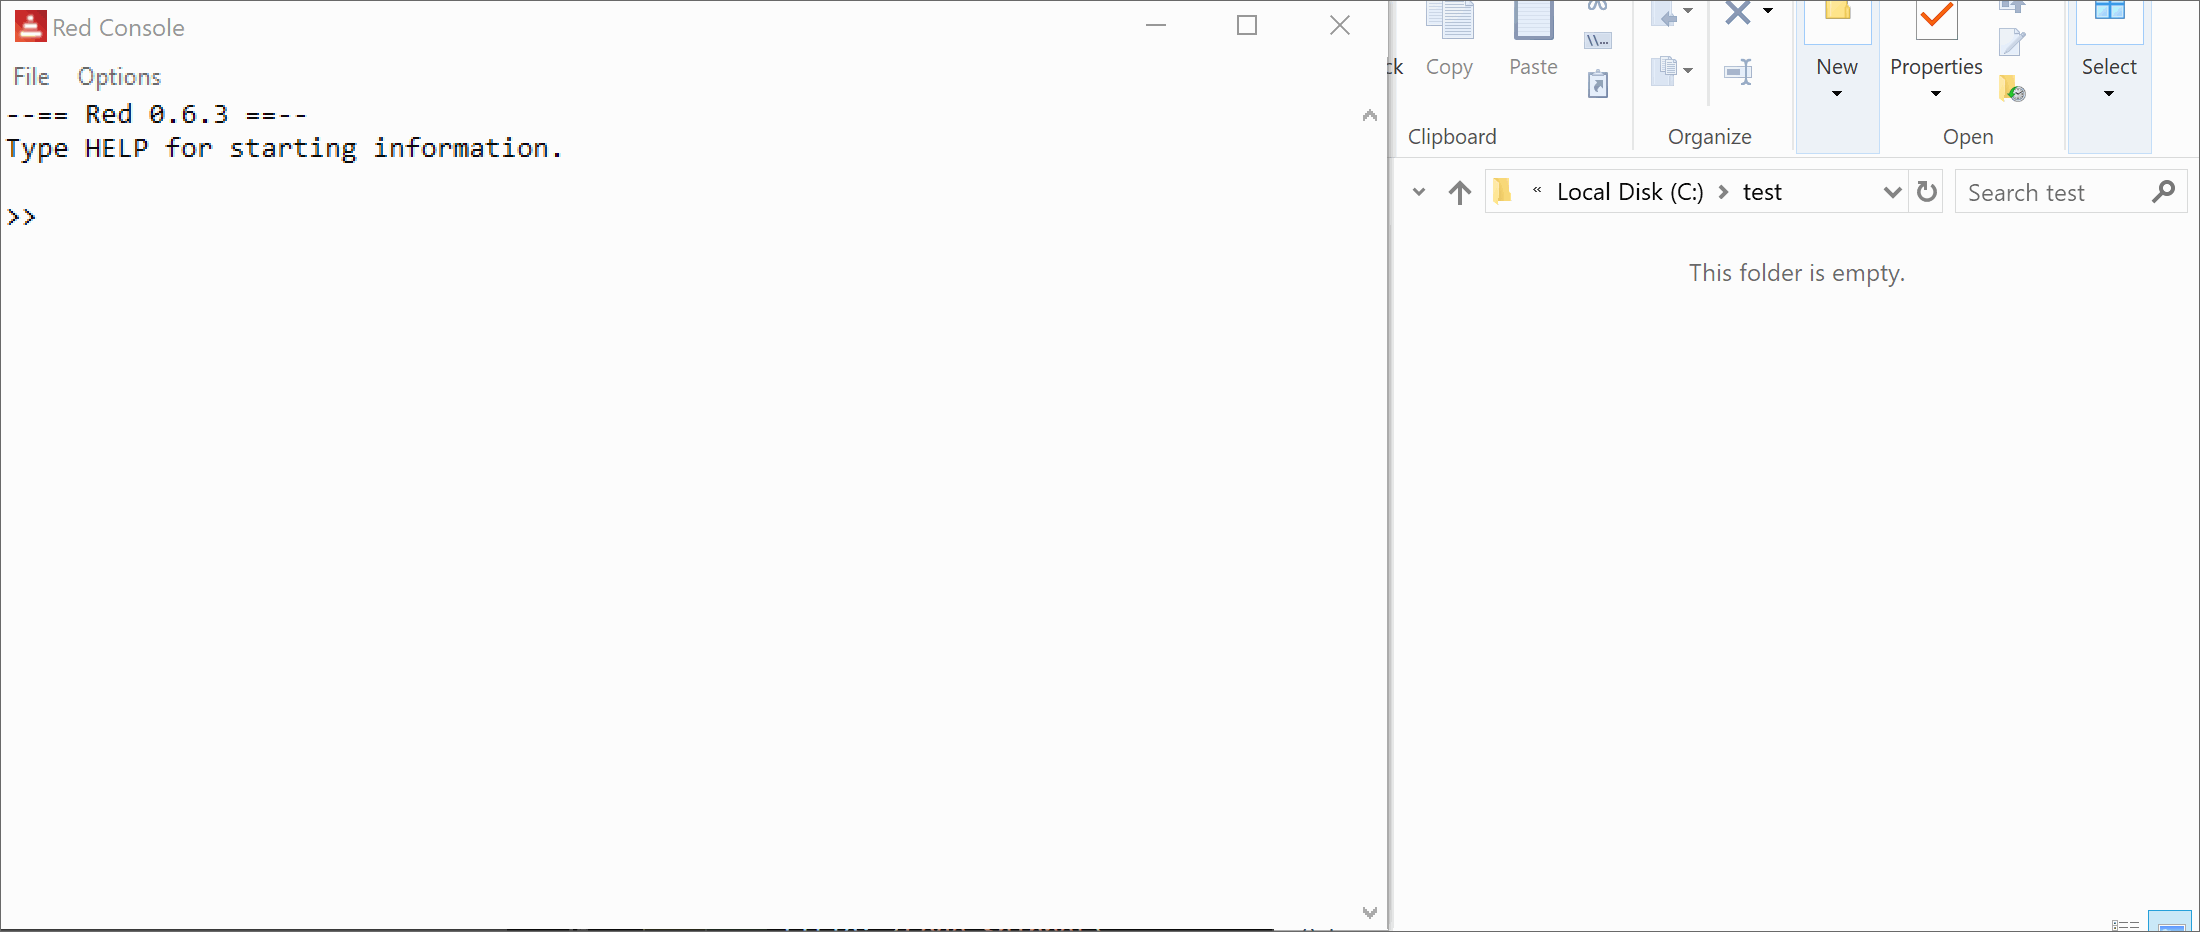 Red Console
File Options
--== Red 0.6.3 ==--
Type HELP for starting information.
>>
Copy
Paste
New
Properties
Select
Clipboard
Organize
Open
« Local Disk (C:) > test
Search test
This folder is empty.